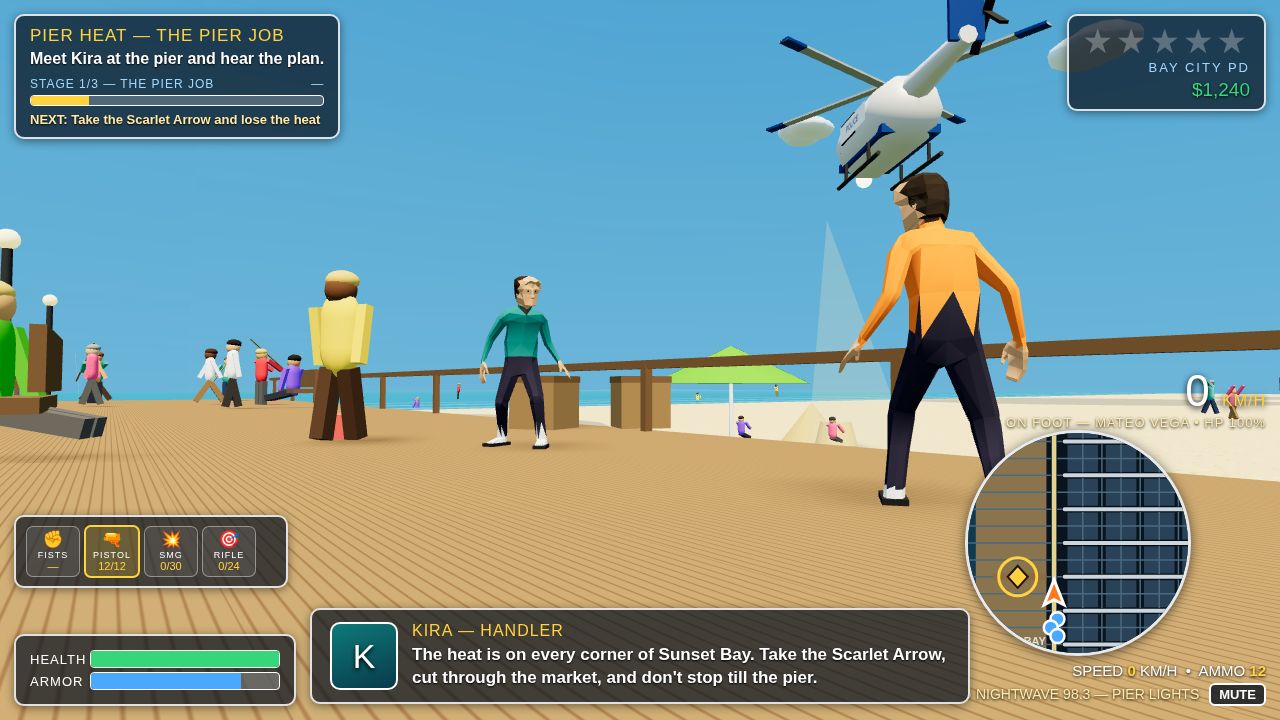 PIER HEAT — THE PIER JOB
Meet Kira at the pier and hear the plan.
STAGE 1/3 — THE PIER JOB —
NEXT: Take the Scarlet Arrow and lose the heat
BAY CITY PD
$1,240
POLICE
0 KM/H
ON FOOT — MATEO VEGA • HP 100%
FISTS
—
PISTOL
12/12
SMG
0/30
RIFLE
0/24
BAY
HEALTH
ARMOR
K
KIRA — HANDLER
The heat is on every corner of Sunset Bay. Take the Scarlet Arrow,
cut through the market, and don't stop till the pier.
SPEED 0 KM/H • AMMO 12
NIGHTWAVE 98.3 — PIER LIGHTS
MUTE